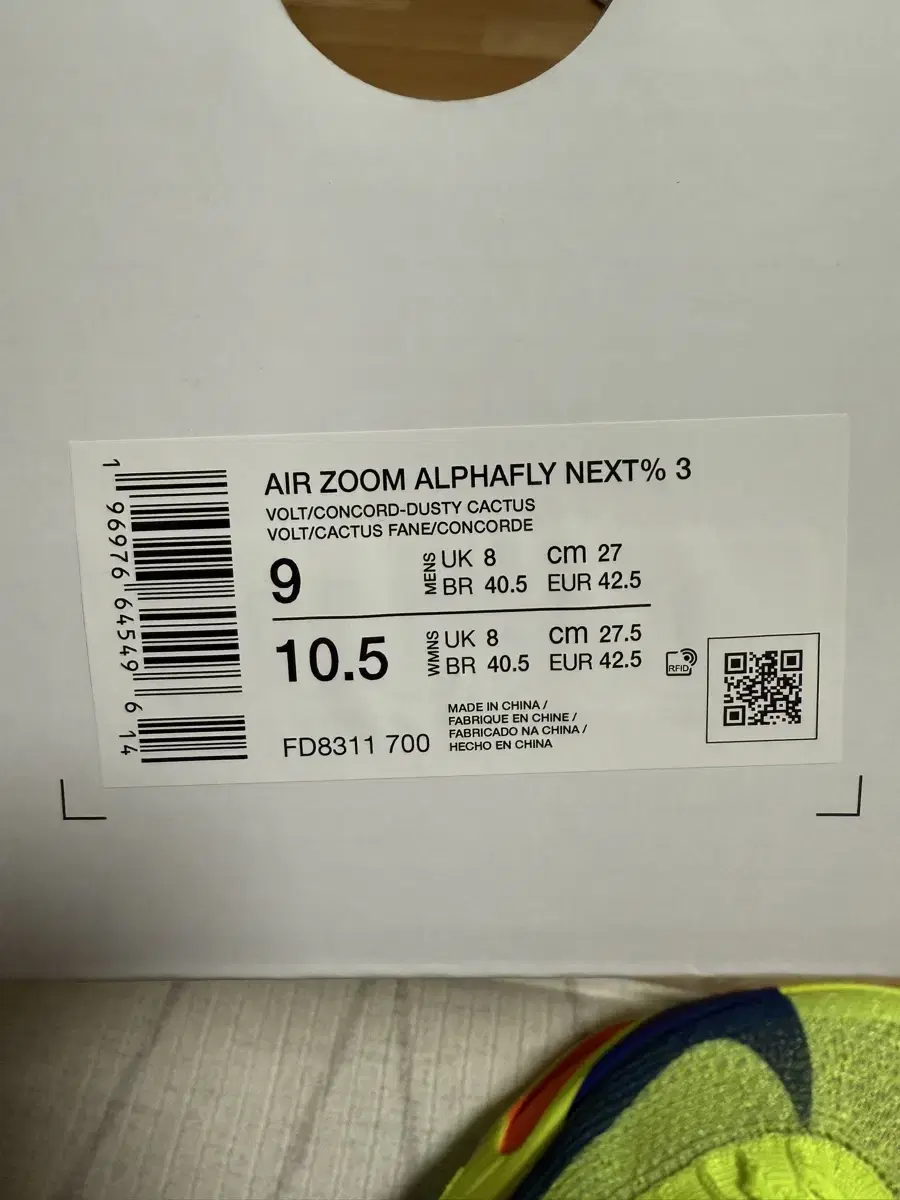 AIR ZOOM ALPHAFLY NEXT% 3
VOLT/CONCORD-DUSTY CACTUS
VOLT/CACTUS FANE/CONCORDE
9 MENS UK 8 cm 27
BR 40.5 EUR 42.5
10.5 WMNS UK 8 cm 27.5
BR 40.5 EUR 42.5
RFID
FD8311 700
MADE IN CHINA /
FABRIQUE EN CHINE /
FABRICADO NA CHINA /
HECHO EN CHINA
1 96976 64549 6 14